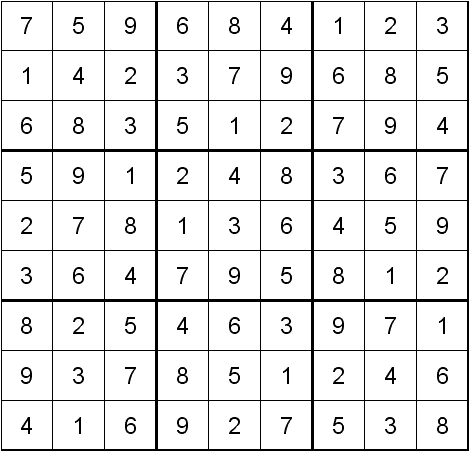 7 5 9 6 8 4 1 2 3
1 4 2 3 7 9 6 8 5
6 8 3 5 1 2 7 9 4
5 9 1 2 4 8 3 6 7
2 7 8 1 3 6 4 5 9
3 6 4 7 9 5 8 1 2
8 2 5 4 6 3 9 7 1
9 3 7 8 5 1 2 4 6
4 1 6 9 2 7 5 3 8